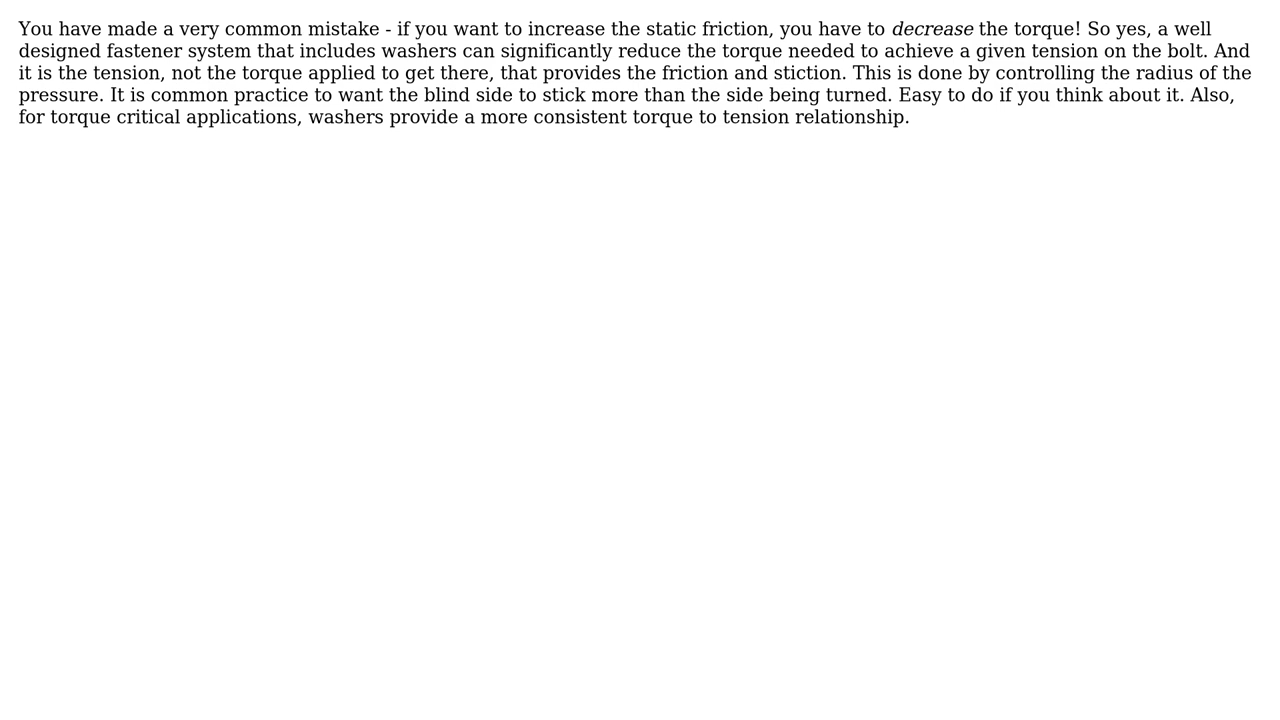 You have made a very common mistake - if you want to increase the static friction, you have to decrease the torque! So yes, a well
designed fastener system that includes washers can significantly reduce the torque needed to achieve a given tension on the bolt. And
it is the tension, not the torque applied to get there, that provides the friction and stiction. This is done by controlling the radius of the
pressure. It is common practice to want the blind side to stick more than the side being turned. Easy to do if you think about it. Also,
for torque critical applications, washers provide a more consistent torque to tension relationship.